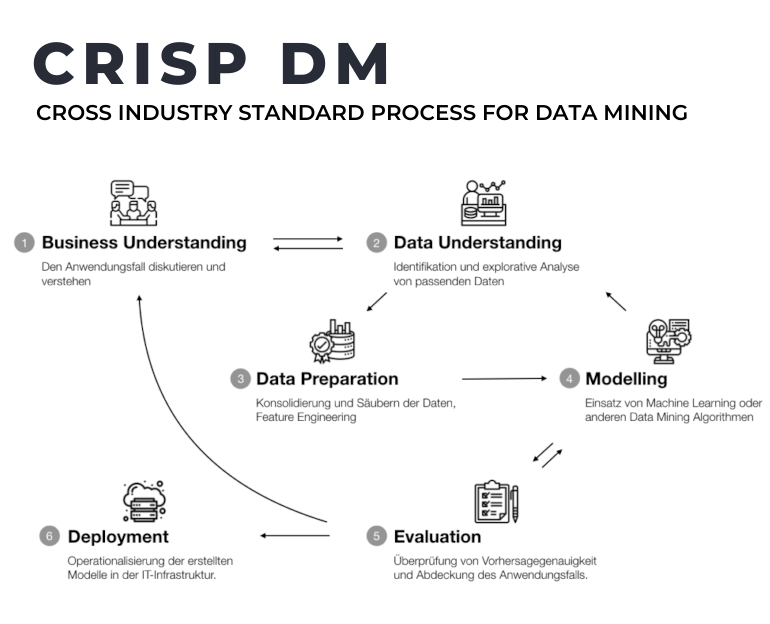 CRISP DM
CROSS INDUSTRY STANDARD PROCESS FOR DATA MINING
1 Business Understanding
Den Anwendungsfall diskutieren und
verstehen
2 Data Understanding
Identifikation und explorative Analyse
von passenden Daten
3 Data Preparation
Konsolidierung und Säubern der Daten,
Feature Engineering
4 Modelling
Einsatz von Machine Learning oder
anderen Data Mining Algorithmen
6 Deployment
Operationalisierung der erstellten
Modelle in der IT-Infrastruktur.
5 Evaluation
Überprüfung von Vorhersagegenauigkeit
und Abdeckung des Anwendungsfalls.